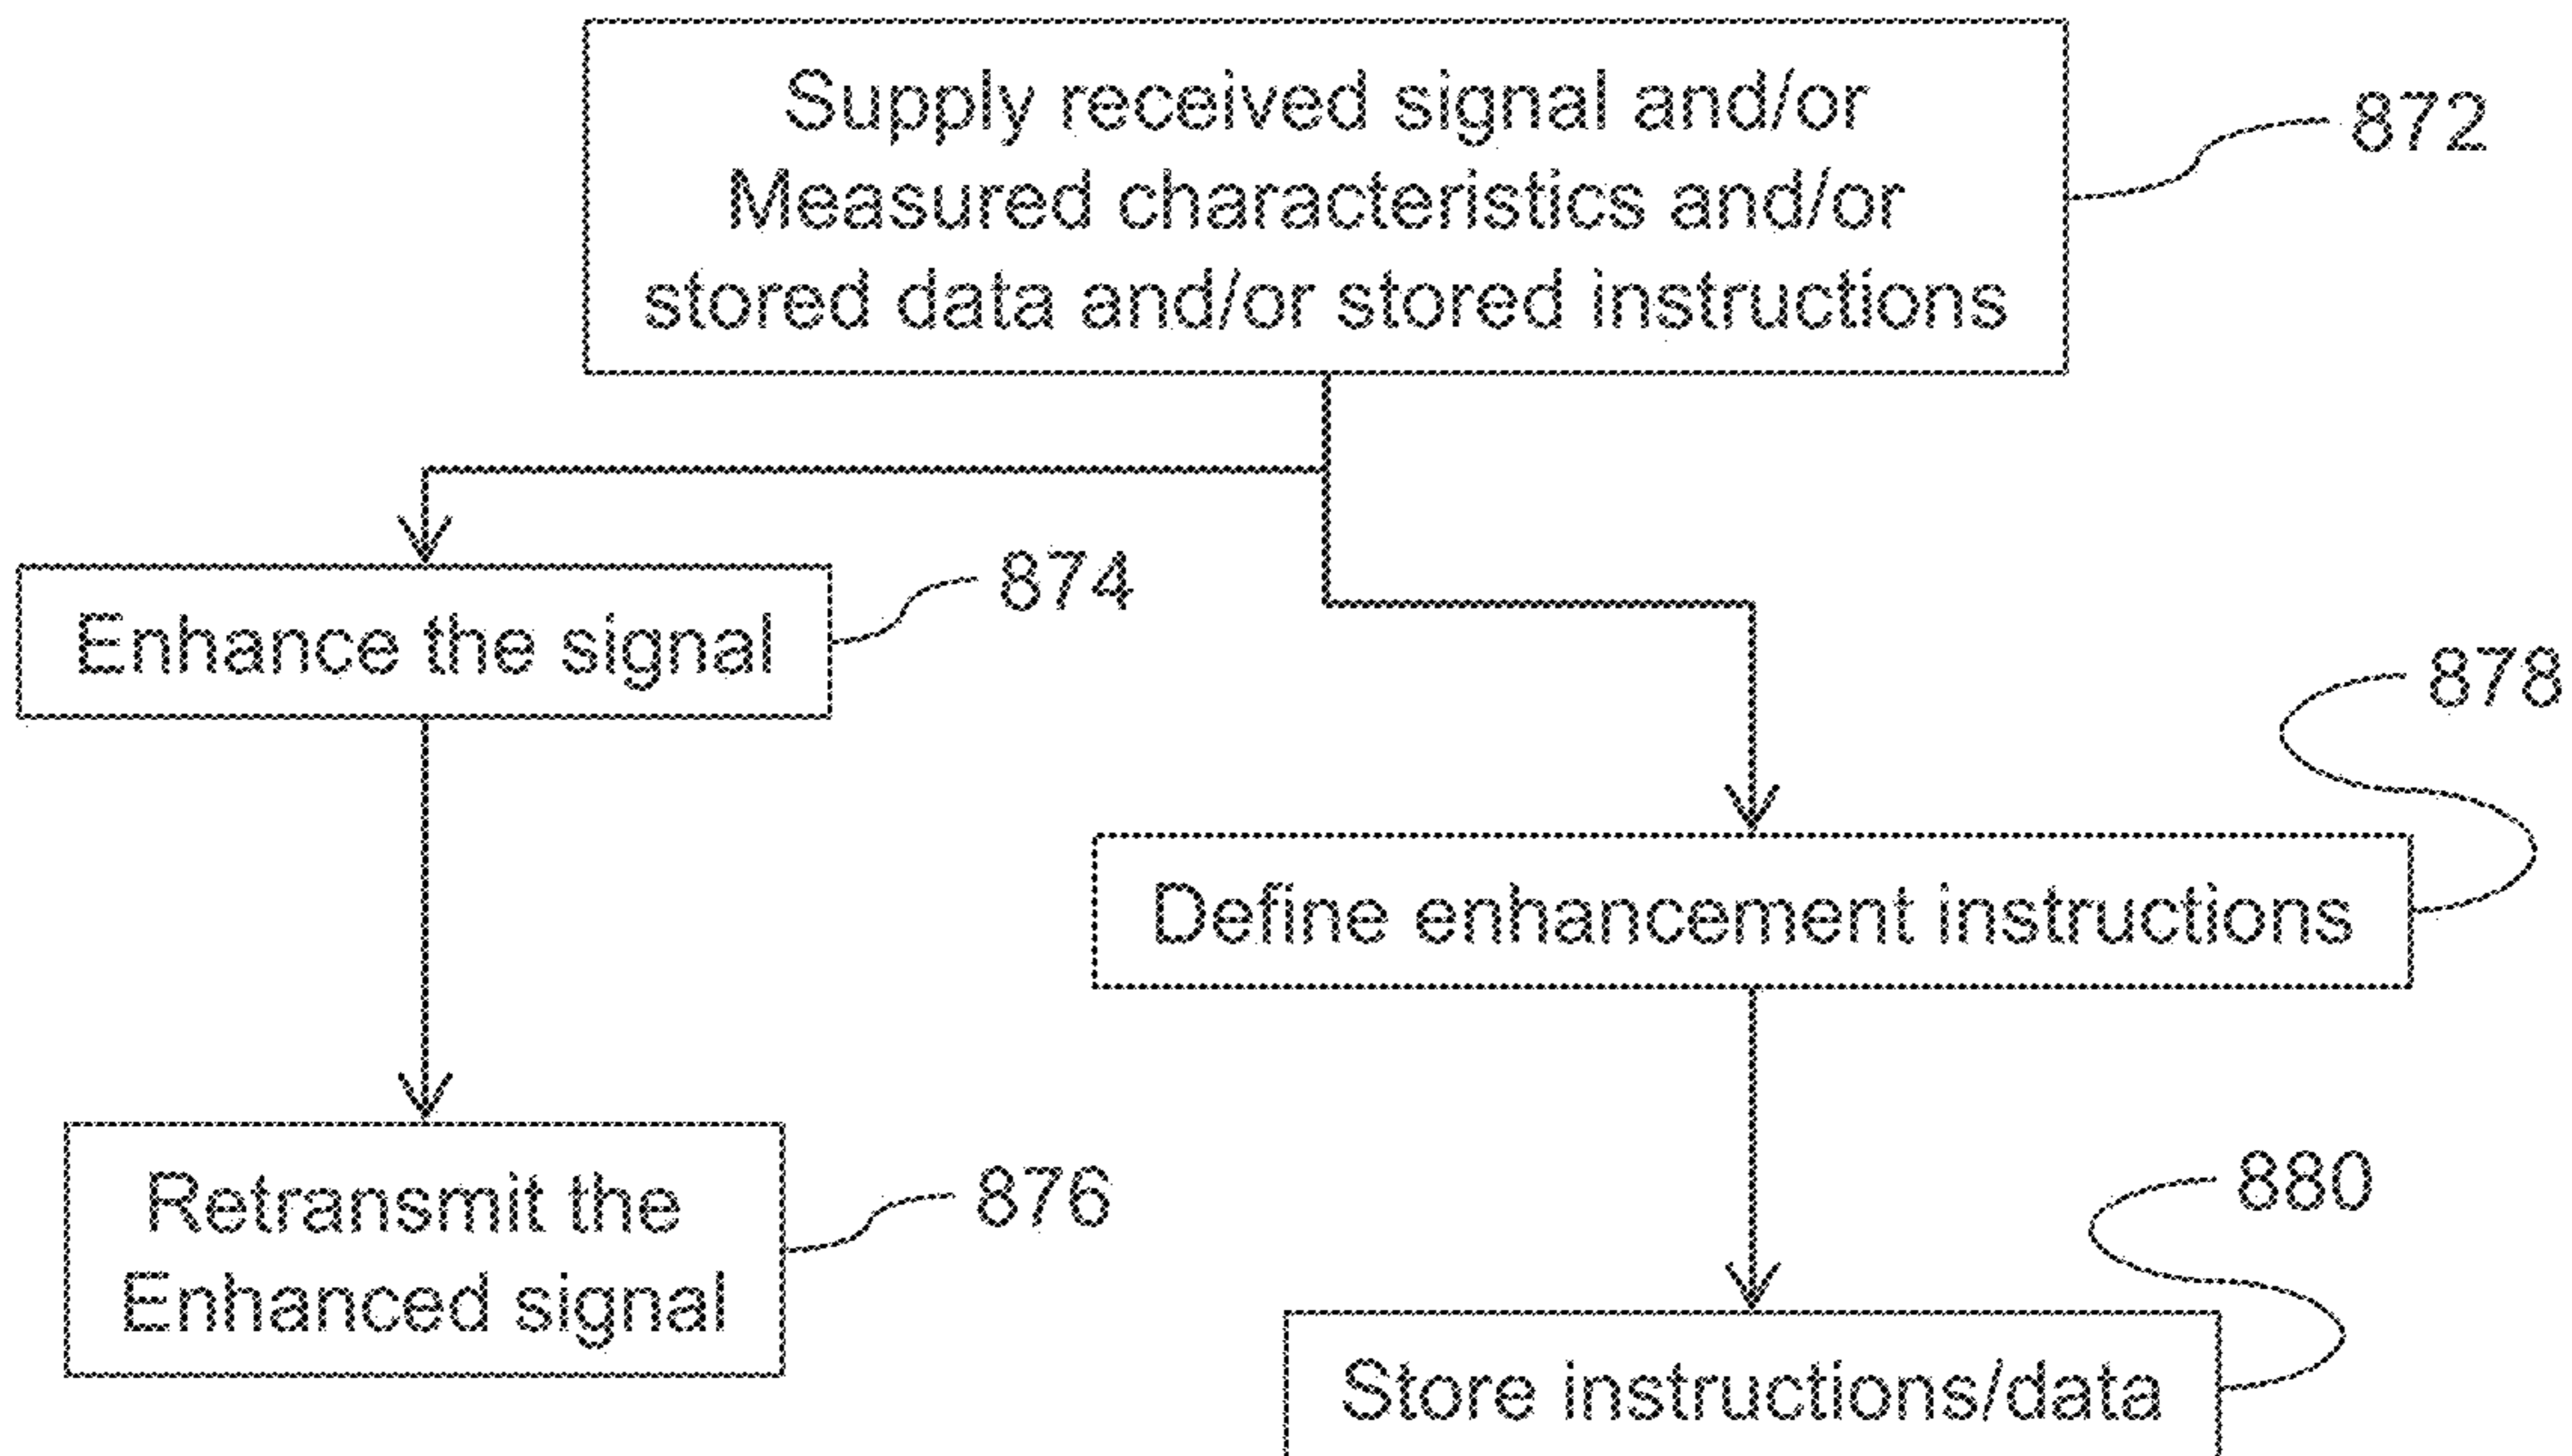 Supply received signal and/or
Measured characteristics and/or
stored data and/or stored instructions
872
Enhance the signal
874
878
Define enhancement instructions
Retransmit the
Enhanced signal
876
880
Store instructions/data